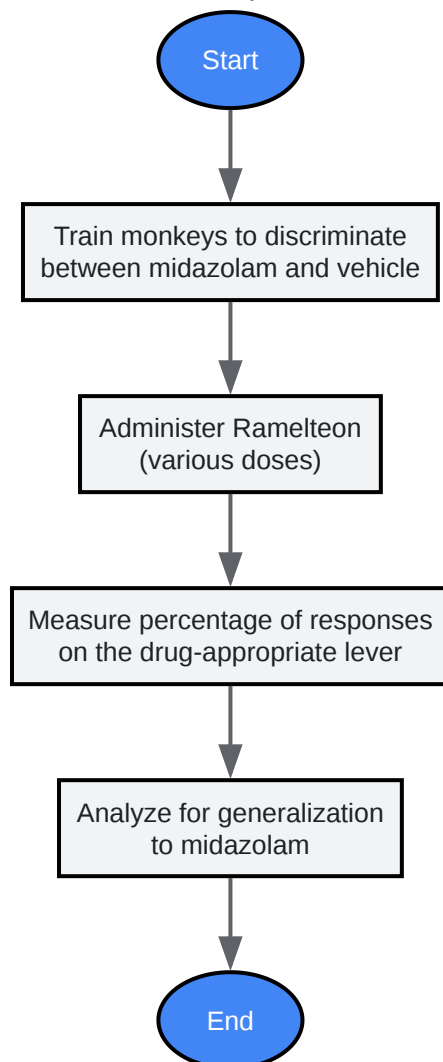 Start
Train monkeys to discriminate
between midazolam and vehicle
Administer Ramelteon
(various doses)
Measure percentage of responses
on the drug-appropriate lever
Analyze for generalization
to midazolam
End